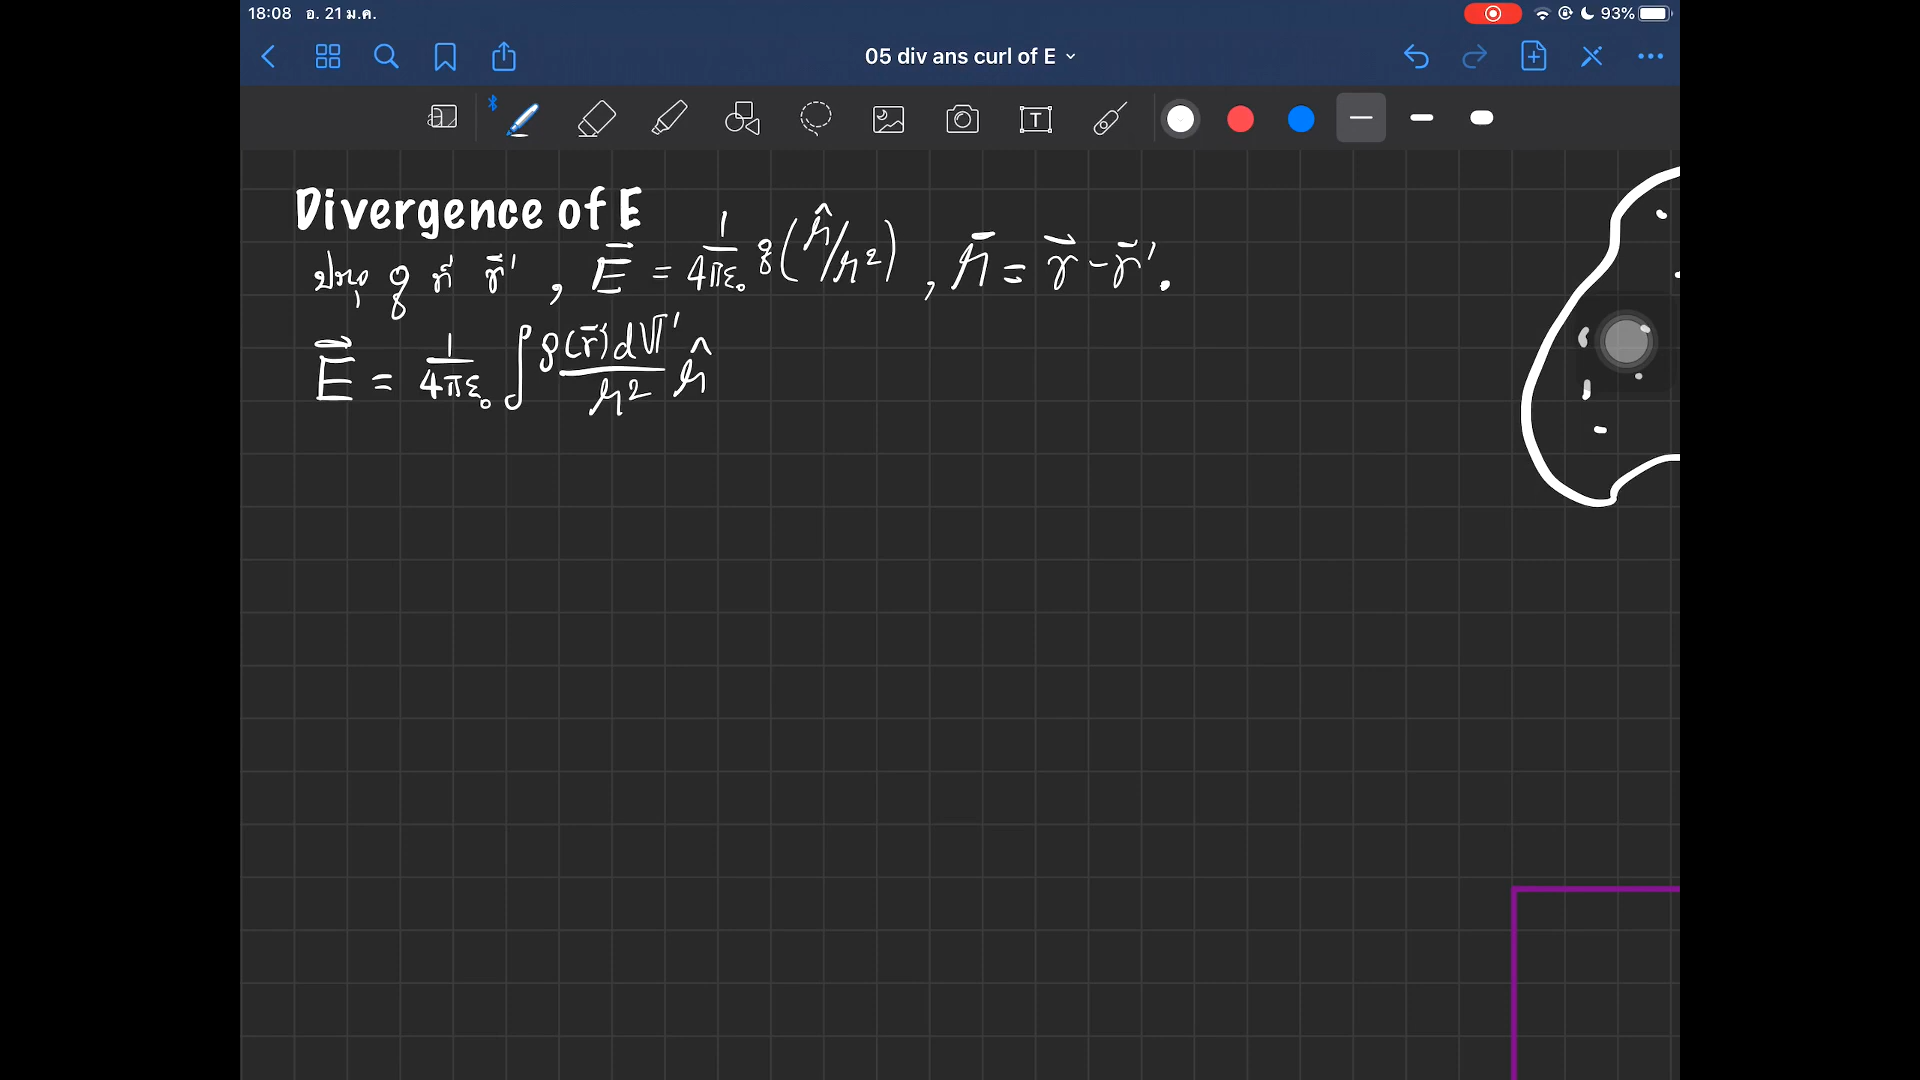 18:08 อ. 21 ม.ค. 93%
05 div ans curl of E
T
Divergence of E
ประจุ q ที่ r̄', E⃗ = 1/4πε₀ q(r̂/r²), r̄ = r⃗ - r̄'.
E⃗ = 1/4πε₀ ∫ ρ(r̄')dV'/r² r̂